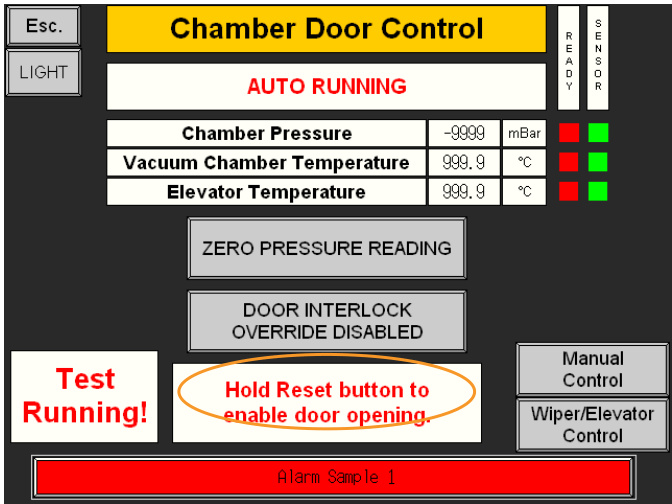 Esc.
Chamber Door Control
READY
SENSOR
LIGHT
AUTO RUNNING
Chamber Pressure -9999 mBar
Vacuum Chamber Temperature 999.9 °C
Elevator Temperature 999.9 °C
ZERO PRESSURE READING
DOOR INTERLOCK
OVERRIDE DISABLED
Test
Running!
Hold Reset button to
enable door opening.
Manual
Control
Wiper/Elevator
Control
Alarm Sample 1